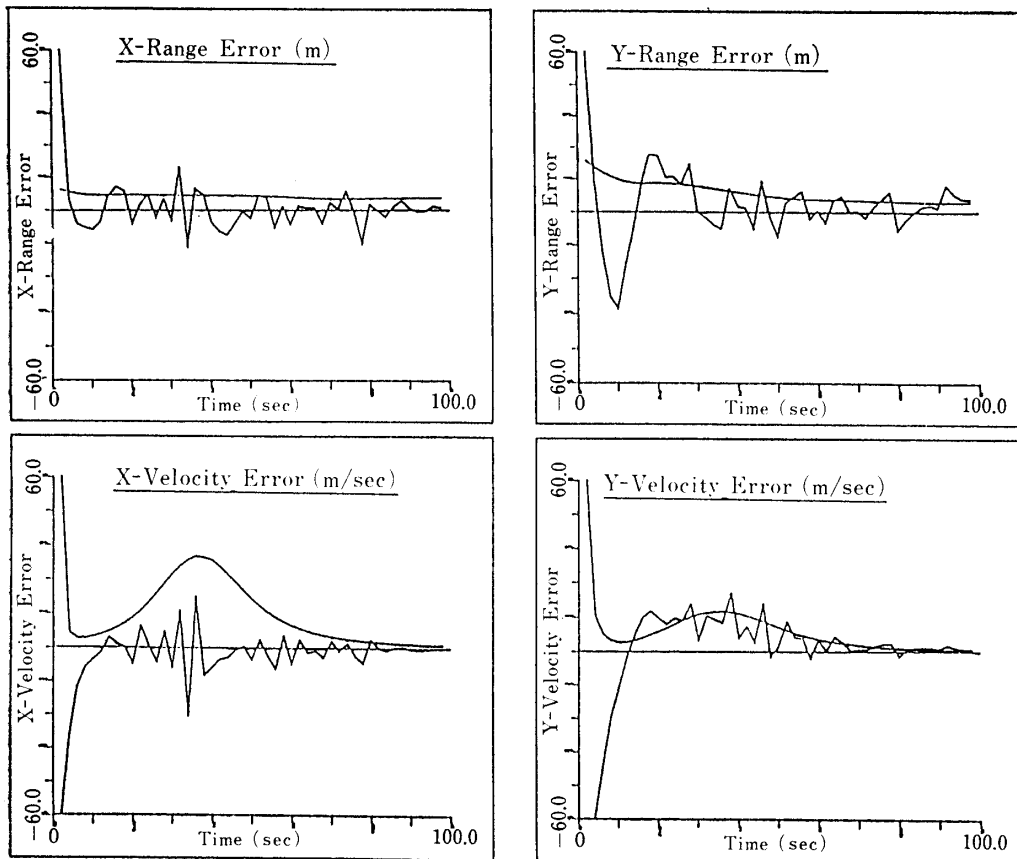 X-Range Error (m)
60.0
X-Range Error
-60.0
0
Time (sec)
100.0
Y-Range Error (m)
60.0
Y-Range Error
-60.0
0
Time (sec)
100.0
X-Velocity Error (m/sec)
60.0
X-Velocity Error
-60.0
0
Time (sec)
100.0
Y-Velocity Error (m/sec)
60.0
Y-Velocity Error
-60.0
0
Time (sec)
100.0